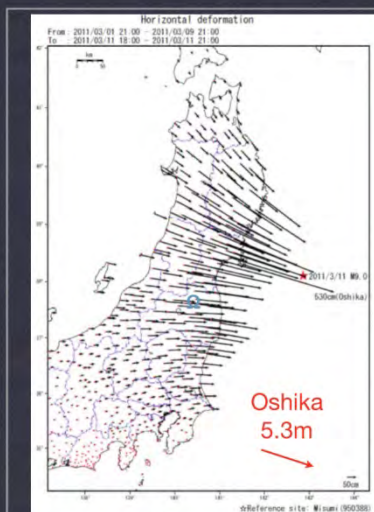 Horizontal deformation
From : 2011/03/01 21:00 - 2011/03/09 21:00
To : 2011/03/11 18:00 - 2011/03/11 21:00
km
2011/3/11 M9.0
530cm(Oshika)
Oshika
5.3m
50cm
☆Reference site: Misumi(950388)